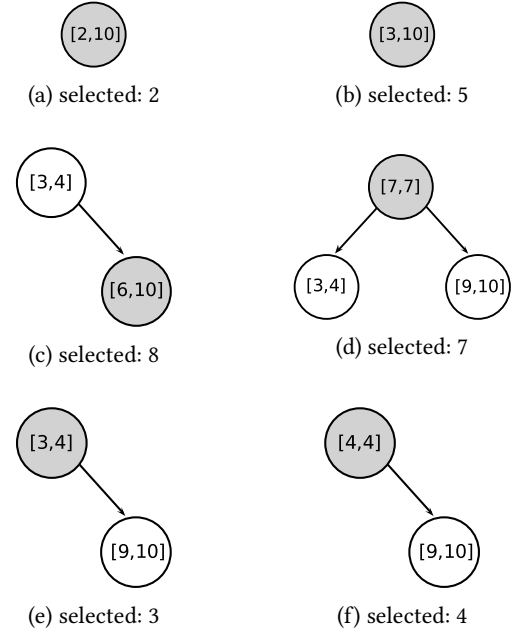 [2,10]
[3,10]
(a) selected: 2
(b) selected: 5
[3,4]
[6,10]
(c) selected: 8
[7,7]
[3,4]
[9,10]
(d) selected: 7
[3,4]
[9,10]
(e) selected: 3
[4,4]
[9,10]
(f) selected: 4